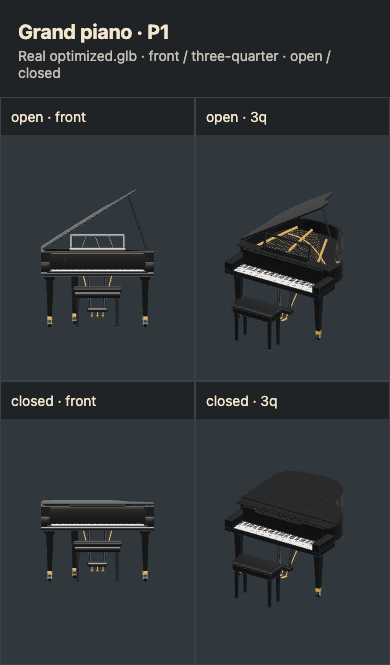 Grand piano · P1
Real optimized.glb · front / three-quarter · open /
closed
open · front
open · 3q
closed · front
closed · 3q